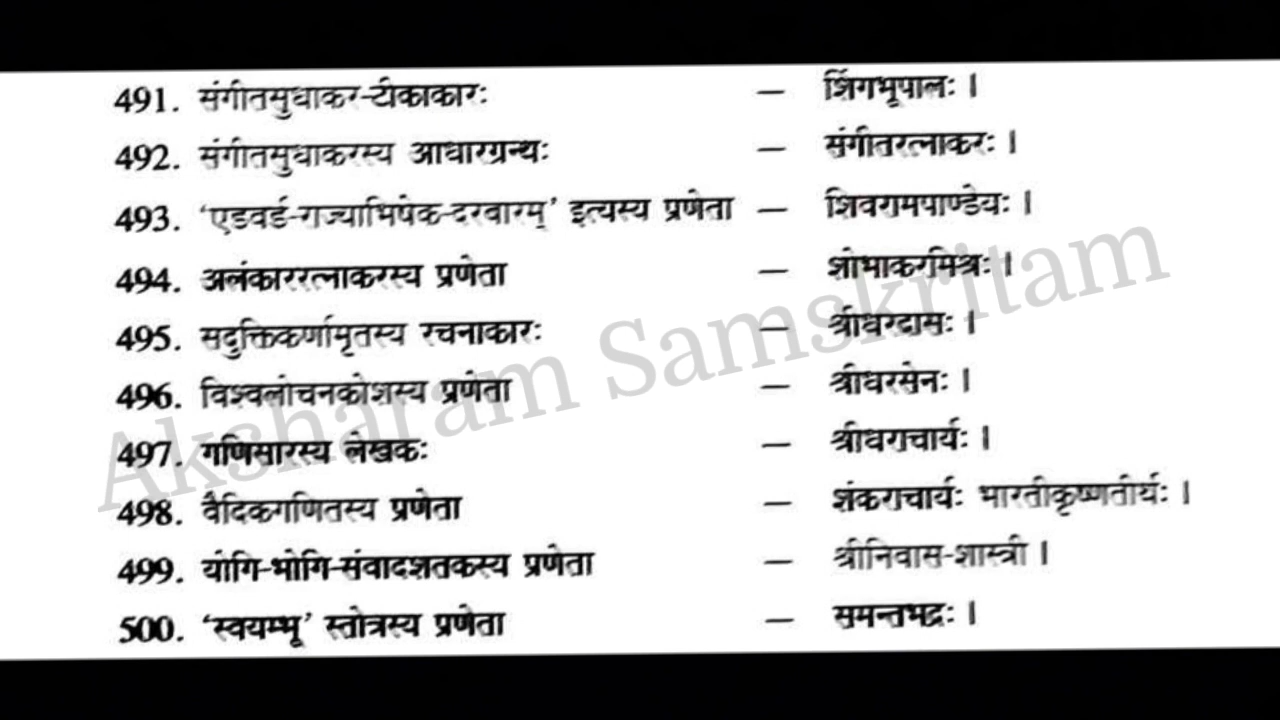 491. संगीतसुधाकर-टीकाकारः – शिंगभूपालः ।
492. संगीतसुधाकरस्य आधारग्रन्थः – संगीतरत्नाकरः ।
493. ‘एडवर्ड-राज्याभिषेक-दरबारम्’ इत्यस्य प्रणेता – शिवरामपाण्डेयः ।
494. अलंकाररत्नाकरस्य प्रणेता – शोभाकरमिश्रः ।
495. सदुक्तिकर्णामृतस्य रचनाकारः – श्रीधरदासः ।
496. विश्वलोचनकोशस्य प्रणेता – श्रीधरसेनः ।
497. गणिसारस्य लेखकः – श्रीधराचार्यः ।
498. वैदिकगणितस्य प्रणेता – शंकराचार्यः भारतीकृष्णतीर्थः ।
499. योगि-भोगि-संवादशतकस्य प्रणेता – श्रीनिवास-शास्त्री ।
500. ‘स्वयम्भू’ स्तोत्रस्य प्रणेता – समन्तभद्रः ।
Aksharam Samskritam